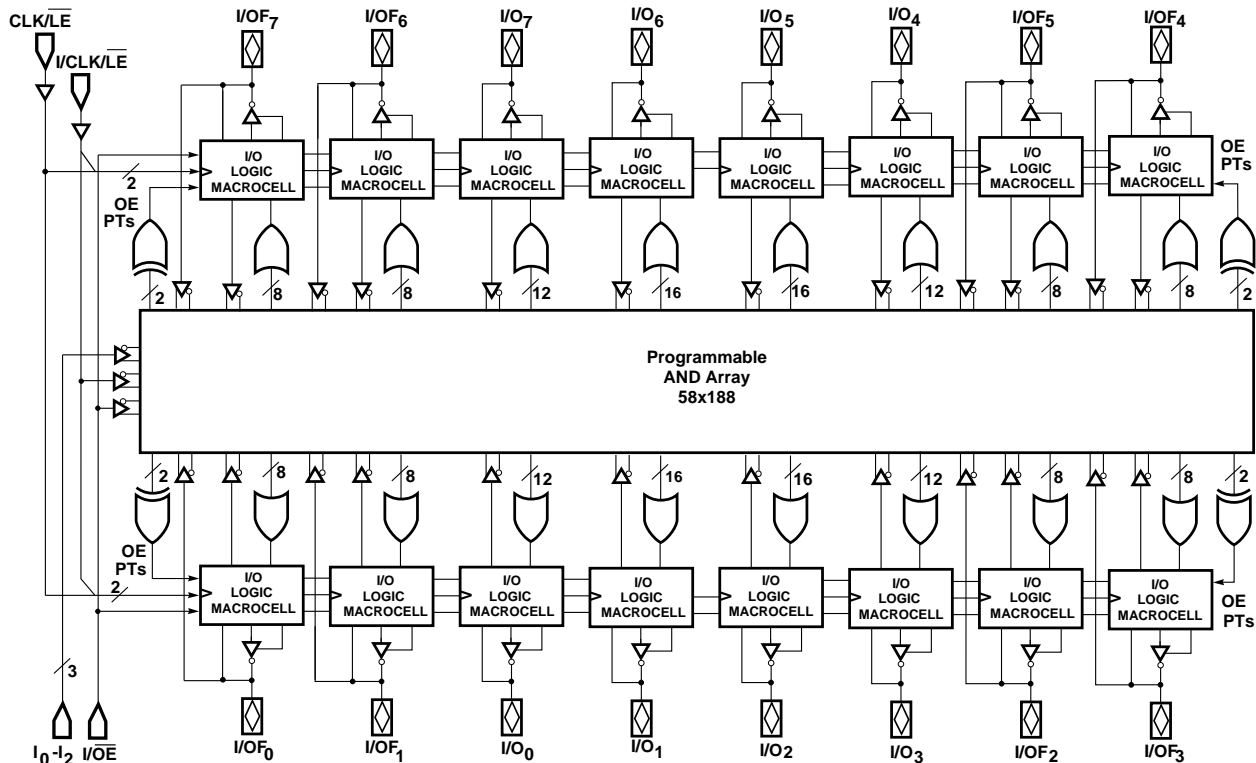 CLK/L̅E̅
I/CLK/L̅E̅
I/OF7 I/OF6 I/O7 I/O6 I/O5 I/O4 I/OF5 I/OF4
I/O LOGIC MACROCELL
I/O LOGIC MACROCELL
I/O LOGIC MACROCELL
I/O LOGIC MACROCELL
I/O LOGIC MACROCELL
I/O LOGIC MACROCELL
I/O LOGIC MACROCELL
I/O LOGIC MACROCELL
2
OE
PTs
OE
PTs
2 8 8 12 16 16 12 8 8 2
Programmable
AND Array
58x188
2 8 8 12 16 16 12 8 8 2
OE
PTs
2
I/O LOGIC MACROCELL
I/O LOGIC MACROCELL
I/O LOGIC MACROCELL
I/O LOGIC MACROCELL
I/O LOGIC MACROCELL
I/O LOGIC MACROCELL
I/O LOGIC MACROCELL
I/O LOGIC MACROCELL
OE
PTs
3
I0-I2 I/O̅E̅ I/OF0 I/OF1 I/O0 I/O1 I/O2 I/O3 I/OF2 I/OF3